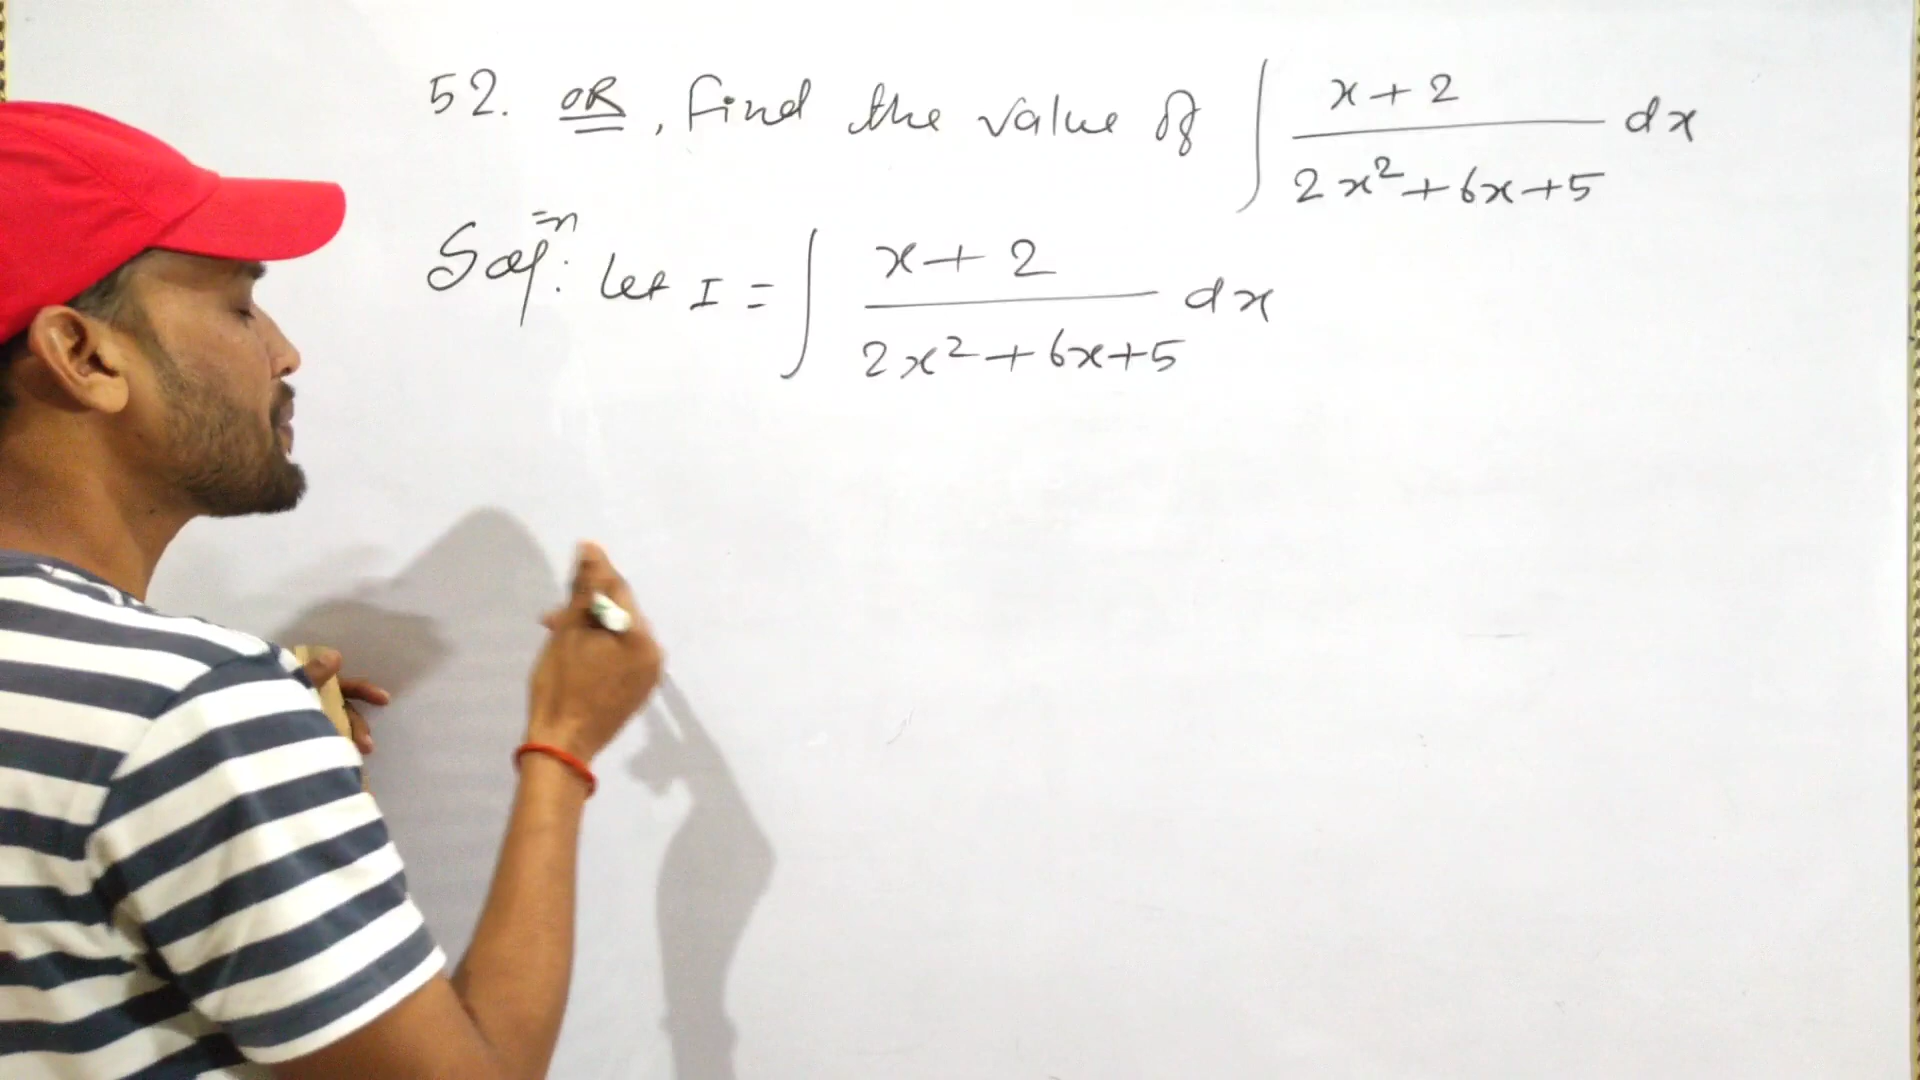 52. OR, Find the value of ∫ (x+2)/(2x²+6x+5) dx
Solⁿ: Let I = ∫ (x+2)/(2x²+6x+5) dx